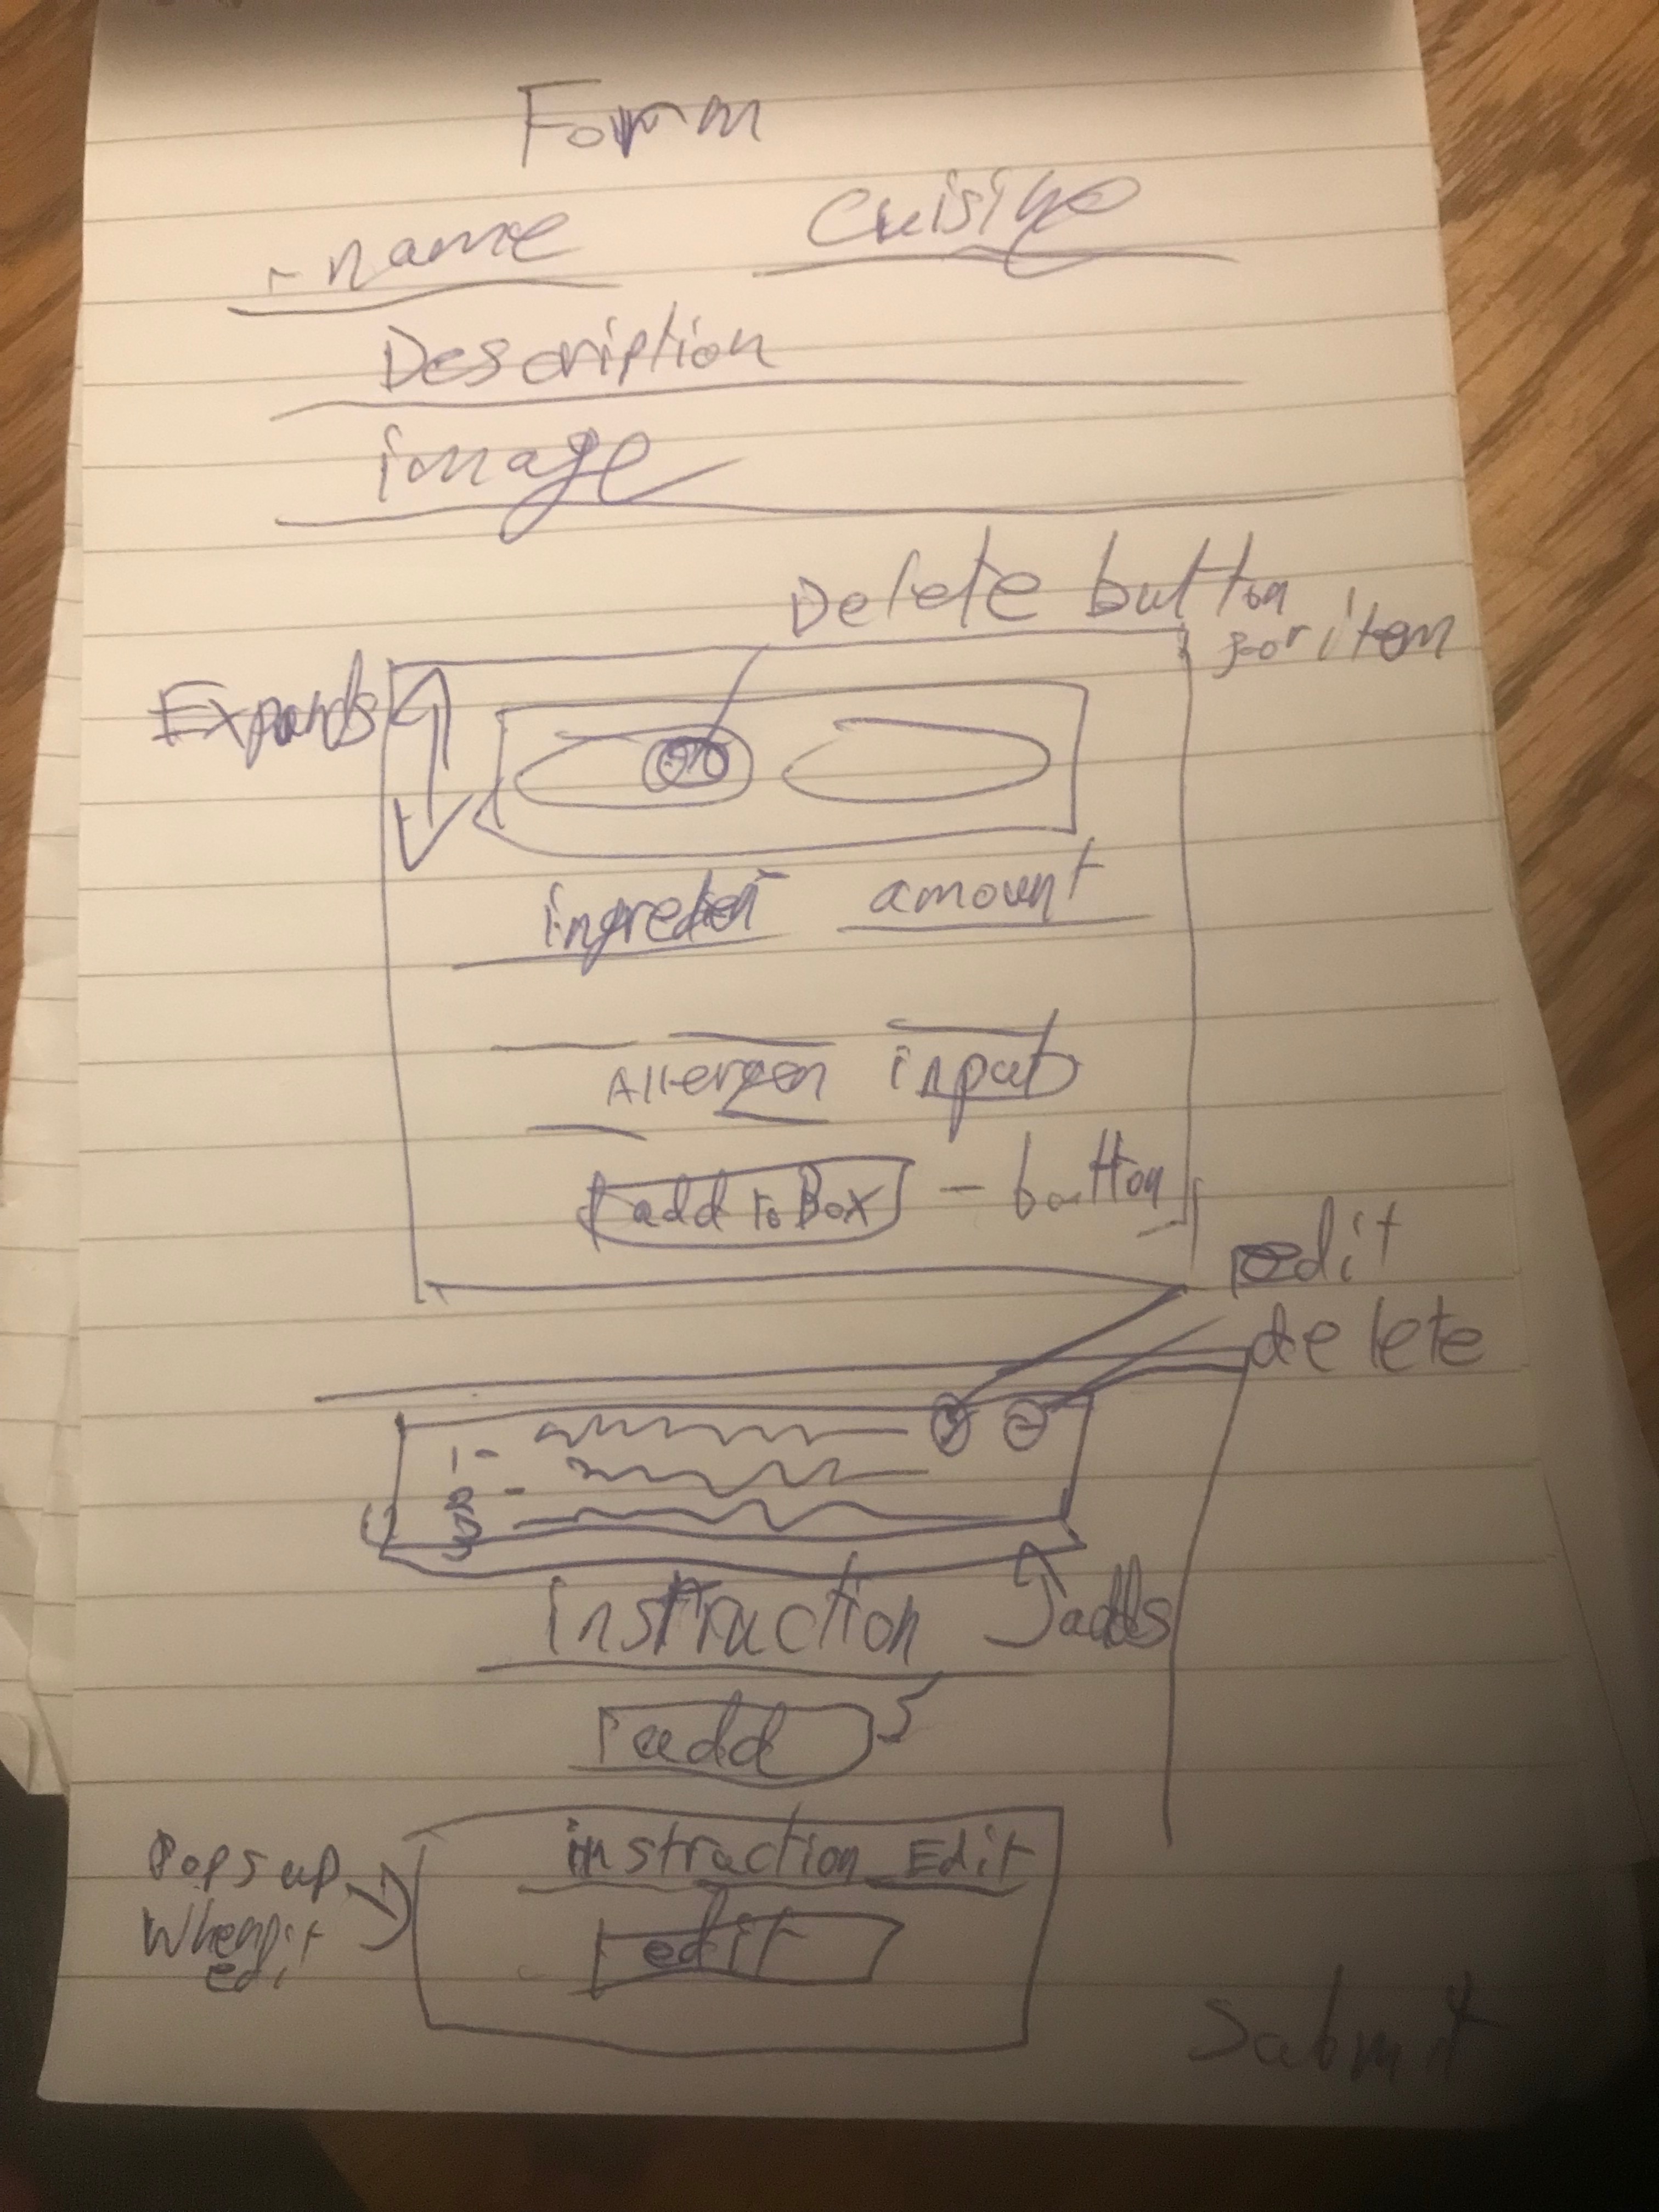 Form
- name Cuisine
Description
image
Delete button
for item
Expands
ingredient amount
Allergen input
add to Box - button
edit
delete
1-
2-
3-
instruction adds
add
Pops up
when it
edit
instruction Edit
edit
Submit